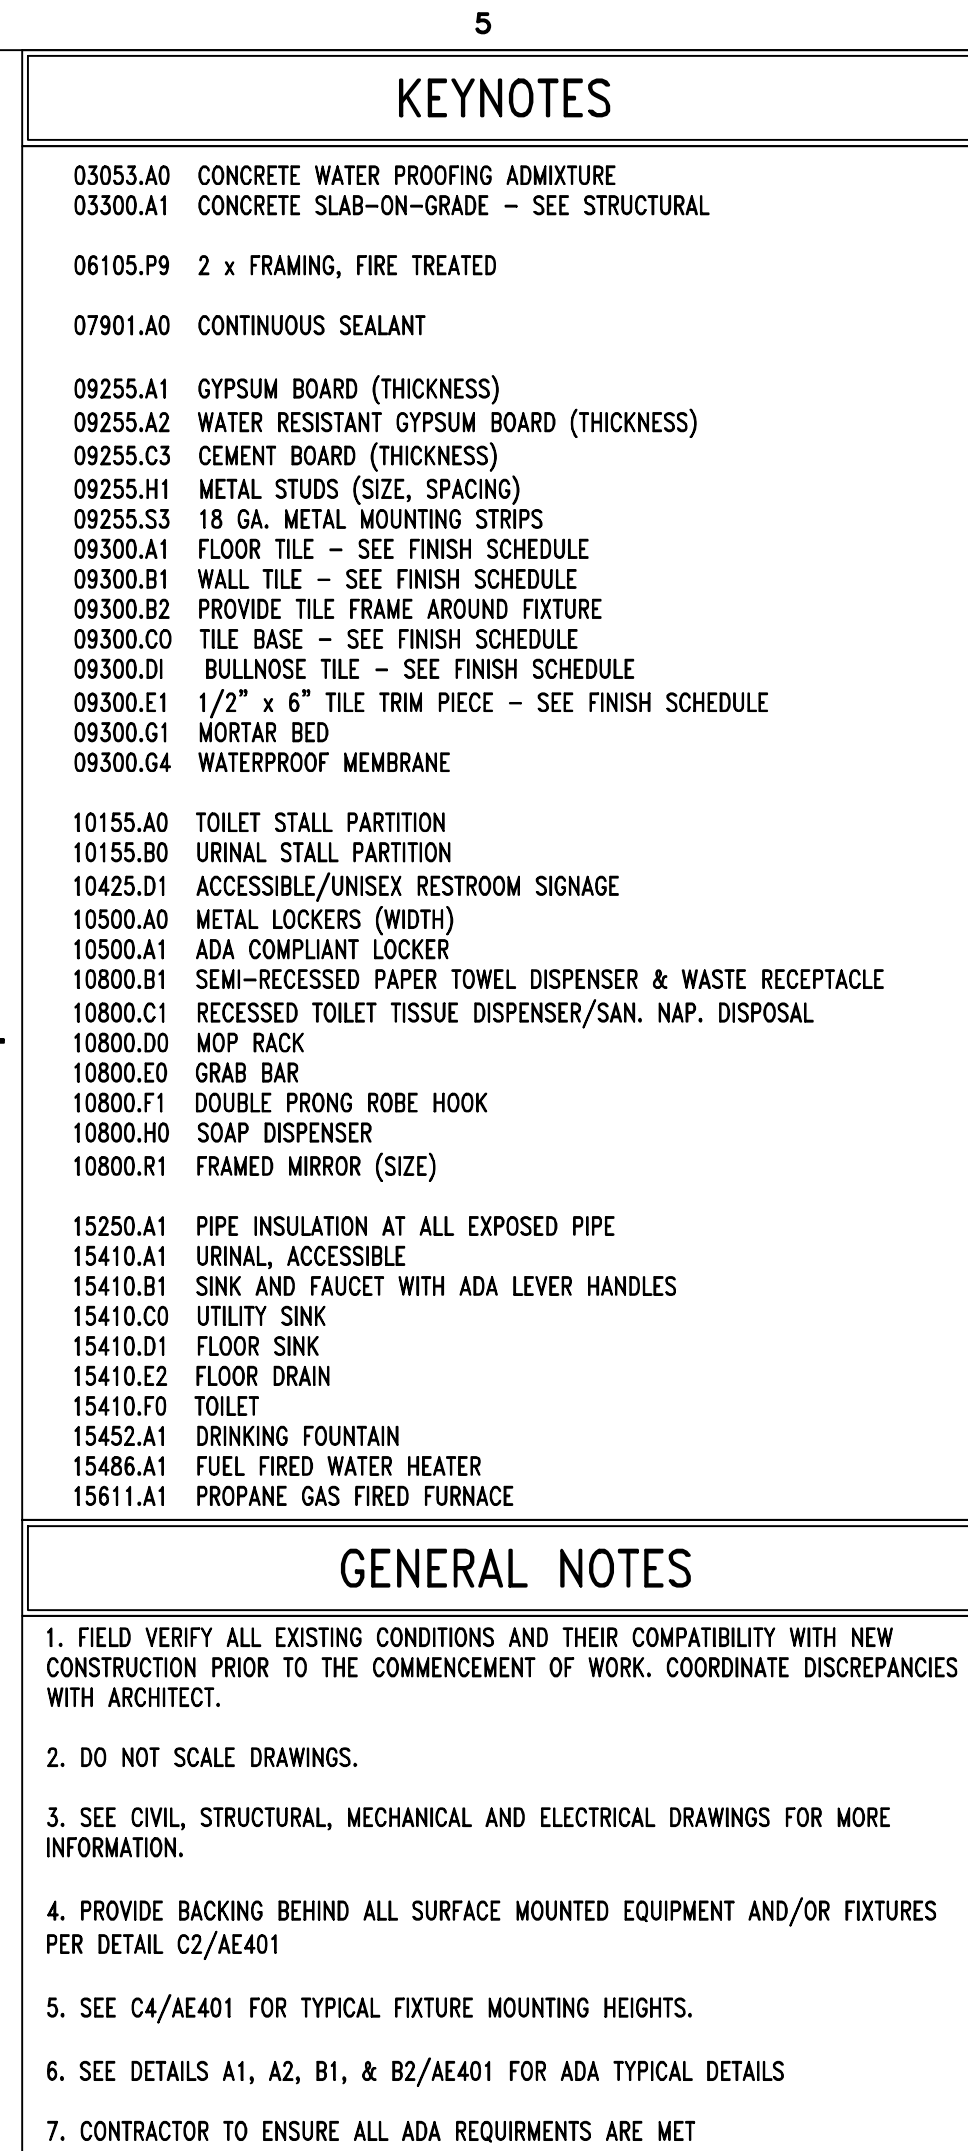 5
KEYNOTES
03053.A0 CONCRETE WATER PROOFING ADMIXTURE
03300.A1 CONCRETE SLAB-ON-GRADE - SEE STRUCTURAL
06105.P9 2 x FRAMING, FIRE TREATED
07901.A0 CONTINUOUS SEALANT
09255.A1 GYPSUM BOARD (THICKNESS)
09255.A2 WATER RESISTANT GYPSUM BOARD (THICKNESS)
09255.C3 CEMENT BOARD (THICKNESS)
09255.H1 METAL STUDS (SIZE, SPACING)
09255.S3 18 GA. METAL MOUNTING STRIPS
09300.A1 FLOOR TILE - SEE FINISH SCHEDULE
09300.B1 WALL TILE - SEE FINISH SCHEDULE
09300.B2 PROVIDE TILE FRAME AROUND FIXTURE
09300.CO TILE BASE - SEE FINISH SCHEDULE
09300.DI BULLNOSE TILE - SEE FINISH SCHEDULE
09300.E1 1/2" x 6" TILE TRIM PIECE - SEE FINISH SCHEDULE
09300.G1 MORTAR BED
09300.G4 WATERPROOF MEMBRANE
10155.A0 TOILET STALL PARTITION
10155.B0 URINAL STALL PARTITION
10425.D1 ACCESSIBLE/UNISEX RESTROOM SIGNAGE
10500.A0 METAL LOCKERS (WIDTH)
10500.A1 ADA COMPLIANT LOCKER
10800.B1 SEMI-RECESSED PAPER TOWEL DISPENSER & WASTE RECEPTACLE
10800.C1 RECESSED TOILET TISSUE DISPENSER/SAN. NAP. DISPOSAL
10800.D0 MOP RACK
10800.E0 GRAB BAR
10800.F1 DOUBLE PRONG ROBE HOOK
10800.H0 SOAP DISPENSER
10800.R1 FRAMED MIRROR (SIZE)
15250.A1 PIPE INSULATION AT ALL EXPOSED PIPE
15410.A1 URINAL, ACCESSIBLE
15410.B1 SINK AND FAUCET WITH ADA LEVER HANDLES
15410.C0 UTILITY SINK
15410.D1 FLOOR SINK
15410.E2 FLOOR DRAIN
15410.F0 TOILET
15452.A1 DRINKING FOUNTAIN
15486.A1 FUEL FIRED WATER HEATER
15611.A1 PROPANE GAS FIRED FURNACE
GENERAL NOTES
1. FIELD VERIFY ALL EXISTING CONDITIONS AND THEIR COMPATIBILITY WITH NEW
CONSTRUCTION PRIOR TO THE COMMENCEMENT OF WORK. COORDINATE DISCREPANCIES
WITH ARCHITECT.
2. DO NOT SCALE DRAWINGS.
3. SEE CIVIL, STRUCTURAL, MECHANICAL AND ELECTRICAL DRAWINGS FOR MORE
INFORMATION.
4. PROVIDE BACKING BEHIND ALL SURFACE MOUNTED EQUIPMENT AND/OR FIXTURES
PER DETAIL C2/AE401
5. SEE C4/AE401 FOR TYPICAL FIXTURE MOUNTING HEIGHTS.
6. SEE DETAILS A1, A2, B1, & B2/AE401 FOR ADA TYPICAL DETAILS
7. CONTRACTOR TO ENSURE ALL ADA REQUIRMENTS ARE MET